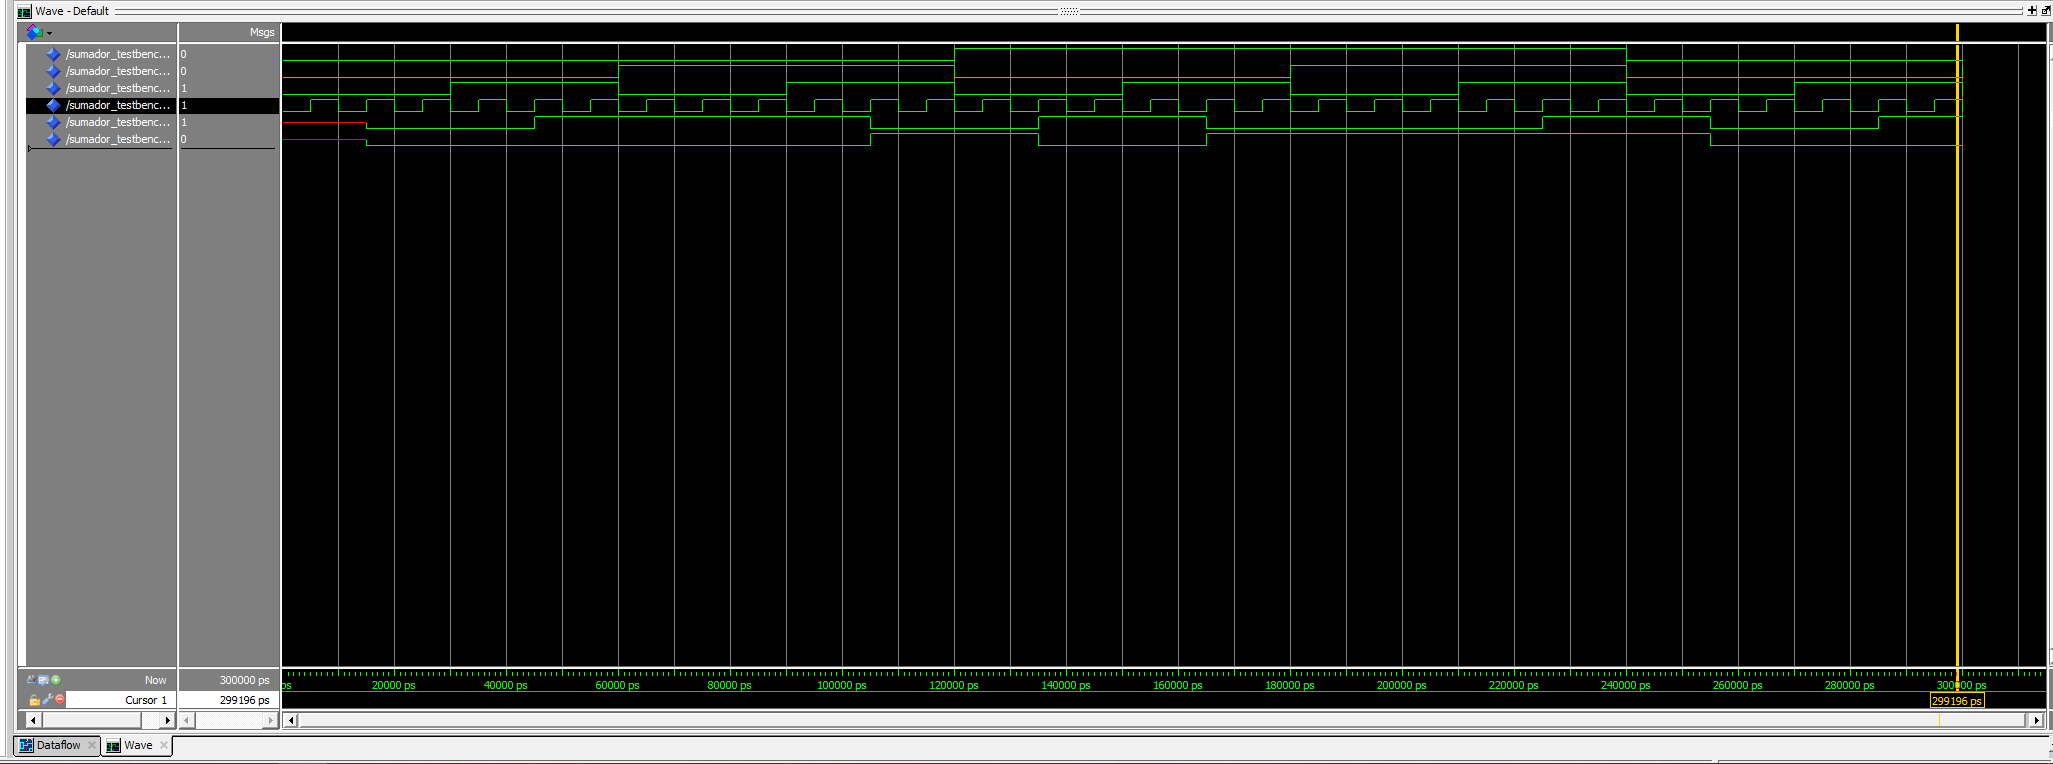 Wave - Default
Msgs
/sumador_testbenc... 0
/sumador_testbenc... 0
/sumador_testbenc... 1
/sumador_testbenc... 1
/sumador_testbenc... 1
/sumador_testbenc... 0
Now 300000 ps
ps 20000 ps 40000 ps 60000 ps 80000 ps 100000 ps 120000 ps 140000 ps 160000 ps 180000 ps 200000 ps 220000 ps 240000 ps 260000 ps 280000 ps 300000 ps
Cursor 1 299196 ps
299196 ps
Dataflow Wave